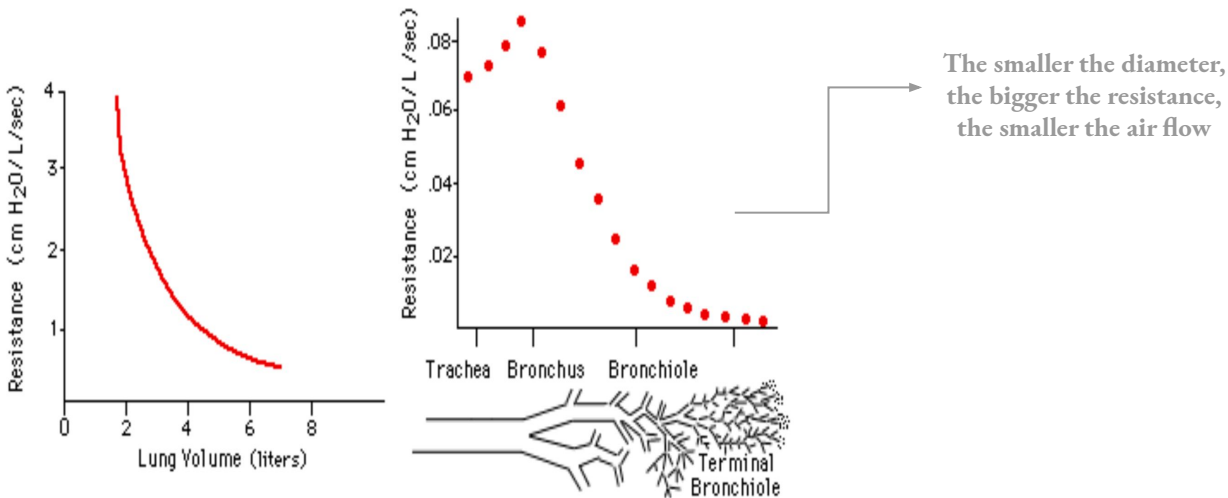 Resistance (cm H2O/L/sec)
4
3
2
1
0
2
4
6
8
Lung Volume (liters)
Resistance (cm H2O/L/sec)
.08
.06
.04
.02
Trachea
Bronchus
Bronchiole
Terminal
Bronchiole
The smaller the diameter,
the bigger the resistance,
the smaller the air flow